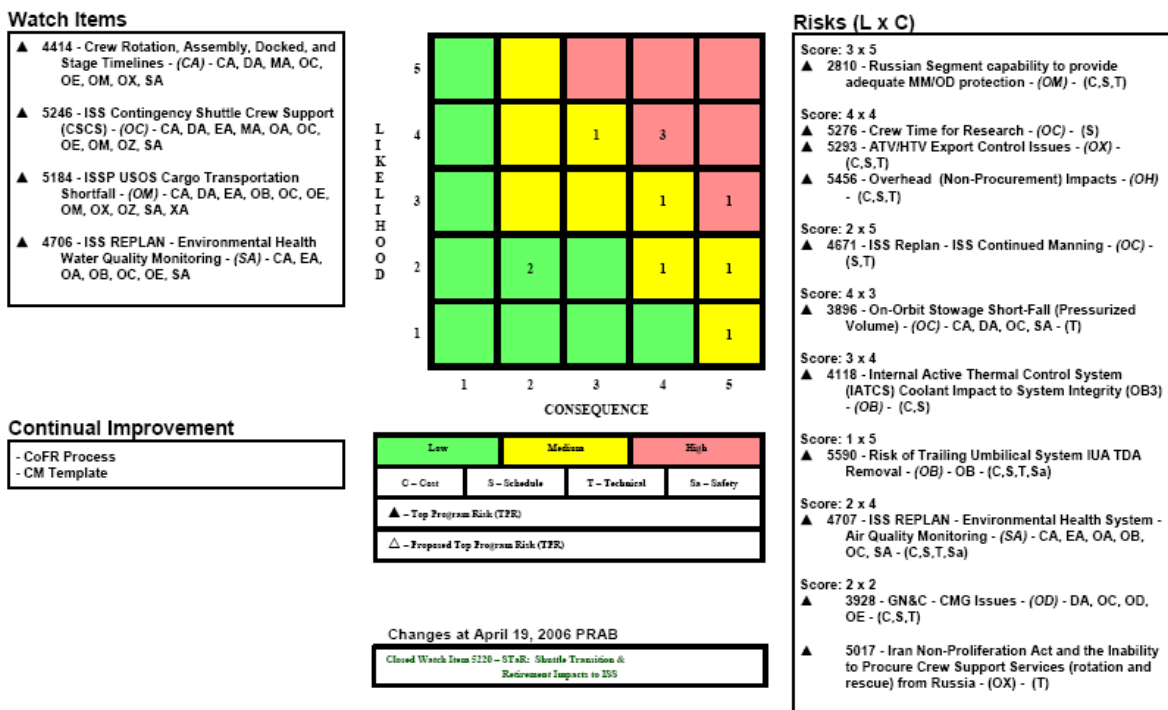 Watch Items
▲ 4414 - Crew Rotation, Assembly, Docked, and
Stage Timelines - (CA) - CA, DA, MA, OC,
OE, OM, OX, SA
▲ 5246 - ISS Contingency Shuttle Crew Support
(CSCS) - (OC) - CA, DA, EA, MA, OA, OC,
OE, OM, OZ, SA
▲ 5184 - ISSP USOS Cargo Transportation
Shortfall - (OM) - CA, DA, EA, OB, OC, OE,
OM, OX, OZ, SA, XA
▲ 4706 - ISS REPLAN - Environmental Health
Water Quality Monitoring - (SA) - CA, EA,
OA, OB, OC, OE, SA
Continual Improvement
- CoFR Process
- CM Template
LIKELIHOOD
5
4 1 3
3 1 1
2 2 1 1
1 1
1 2 3 4 5
CONSEQUENCE
Low Medium High
C – Cost S – Schedule T – Technical Sa – Safety
▲ – Top Program Risk (TPR)
△ – Proposed Top Program Risk (TPR)
Changes at April 19, 2006 PRAB
Closed Watch Item 5220 – STaR: Shuttle Transition &
Retirement Impacts to ISS
Risks (L x C)
Score: 3 x 5
▲ 2810 - Russian Segment capability to provide
adequate MM/OD protection - (OM) - (C,S,T)
Score: 4 x 4
▲ 5276 - Crew Time for Research - (OC) - (S)
▲ 5293 - ATV/HTV Export Control Issues - (OX) -
(C,S,T)
▲ 5456 - Overhead (Non-Procurement) Impacts - (OH)
- (C,S,T)
Score: 2 x 5
▲ 4671 - ISS Replan - ISS Continued Manning - (OC) -
(S,T)
Score: 4 x 3
▲ 3896 - On-Orbit Stowage Short-Fall (Pressurized
Volume) - (OC) - CA, DA, OC, SA - (T)
Score: 3 x 4
▲ 4118 - Internal Active Thermal Control System
(IATCS) Coolant Impact to System Integrity (OB3)
- (OB) - (C,S)
Score: 1 x 5
▲ 5590 - Risk of Trailing Umbilical System IUA TDA
Removal - (OB) - OB - (C,S,T,Sa)
Score: 2 x 4
▲ 4707 - ISS REPLAN - Environmental Health System -
Air Quality Monitoring - (SA) - CA, EA, OA, OB,
OC, SA - (C,S,T,Sa)
Score: 2 x 2
▲ 3928 - GN&C - CMG Issues - (OD) - DA, OC, OD,
OE - (C,S,T)
▲ 5017 - Iran Non-Proliferation Act and the Inability
to Procure Crew Support Services (rotation and
rescue) from Russia - (OX) - (T)